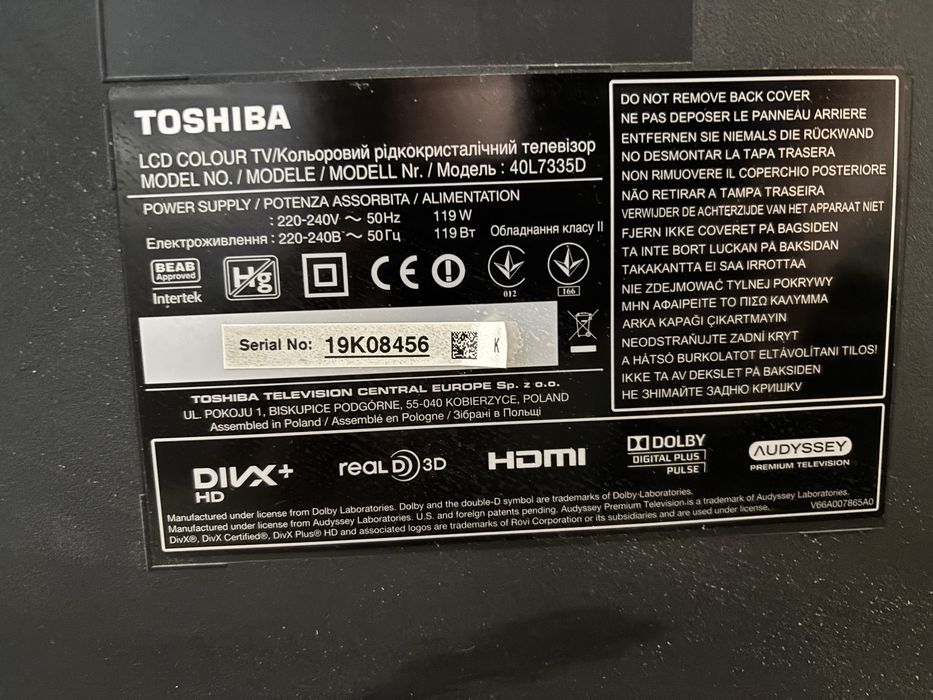 TOSHIBA
LCD COLOUR TV/Кольоровий рідкокристалічний телевізор
MODEL NO. / MODELE / MODELL Nr. / Модель : 40L7335D
POWER SUPPLY / POTENZA ASSORBITA / ALIMENTATION
: 220-240V ～ 50Hz 119 W
Електроживлення : 220-240В ～ 50 Гц 119 Вт
Обладнання класу II
BEAB
Approved
Intertek
Hg
CE
012
166
Serial No: 19K08456 K
TOSHIBA TELEVISION CENTRAL EUROPE Sp. z o.o.
UL. POKOJU 1, BISKUPICE PODGÓRNE, 55-040 KOBIERZYCE, POLAND
Assembled in Poland / Assemblé en Pologne / Зібрані в Польщі
DO NOT REMOVE BACK COVER
NE PAS DEPOSER LE PANNEAU ARRIERE
ENTFERNEN SIE NIEMALS DIE RÜCKWAND
NO DESMONTAR LA TAPA TRASERA
NON RIMUOVERE IL COPERCHIO POSTERIORE
NÃO RETIRAR A TAMPA TRASEIRA
VERWIJDER DE ACHTERZIJDE VAN HET APPARAAT NIET
FJERN IKKE COVERET PÅ BAGSIDEN
TA INTE BORT LUCKAN PÅ BAKSIDAN
TAKAKANTTA EI SAA IRROTTAA
NIE ZDEJMOWAĆ TYLNEJ POKRYWY
ΜΗΝ ΑΦΑΙΡΕΙΤΕ ΤΟ ΠΙΣΩ ΚΑΛΥΜΜΑ
ARKA KAPAĞI ÇIKARTMAYIN
NEODSTRAŇUJTE ZADNÍ KRYT
A HÁTSÓ BURKOLATOT ELTÁVOLÍTANI TILOS!
IKKE TA AV DEKSLET PÅ BAKSIDEN
НЕ ЗНІМАЙТЕ ЗАДНЮ КРИШКУ
DIVX+
HD
REAL D 3D
HDMI
DOLBY
DIGITAL PLUS
PULSE
AUDYSSEY
PREMIUM TELEVISION
Manufactured under license from Dolby Laboratories. Dolby and the double-D symbol are trademarks of Dolby Laboratories.
Manufactured under license from Audyssey Laboratories. U.S. and foreign patents pending. Audyssey Premium Television is a trademark of Audyssey Laboratories.
DivX®, DivX Certified®, DivX Plus® HD and associated logos are trademarks of Rovi Corporation or its subsidiaries and are used under license.
V66A007865A0